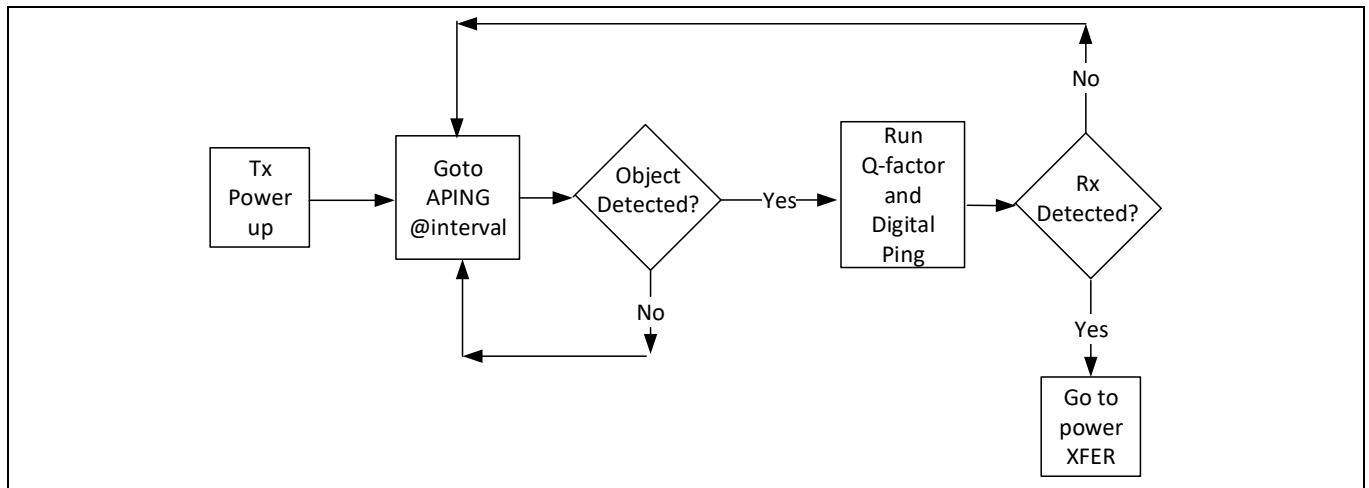 Tx
Power
up
Goto
APING
@interval
Object
Detected?
Yes
No
Run
Q-factor
and
Digital
Ping
Rx
Detected?
No
Yes
Go to
power
XFER